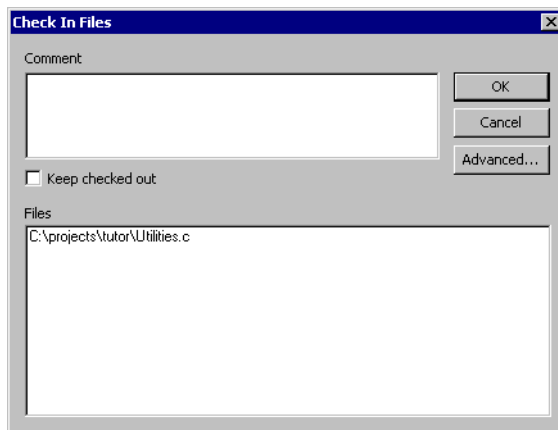 Check In Files
Comment
OK
Cancel
Advanced...
Keep checked out
Files
C:\projects\tutor\Utilities.c